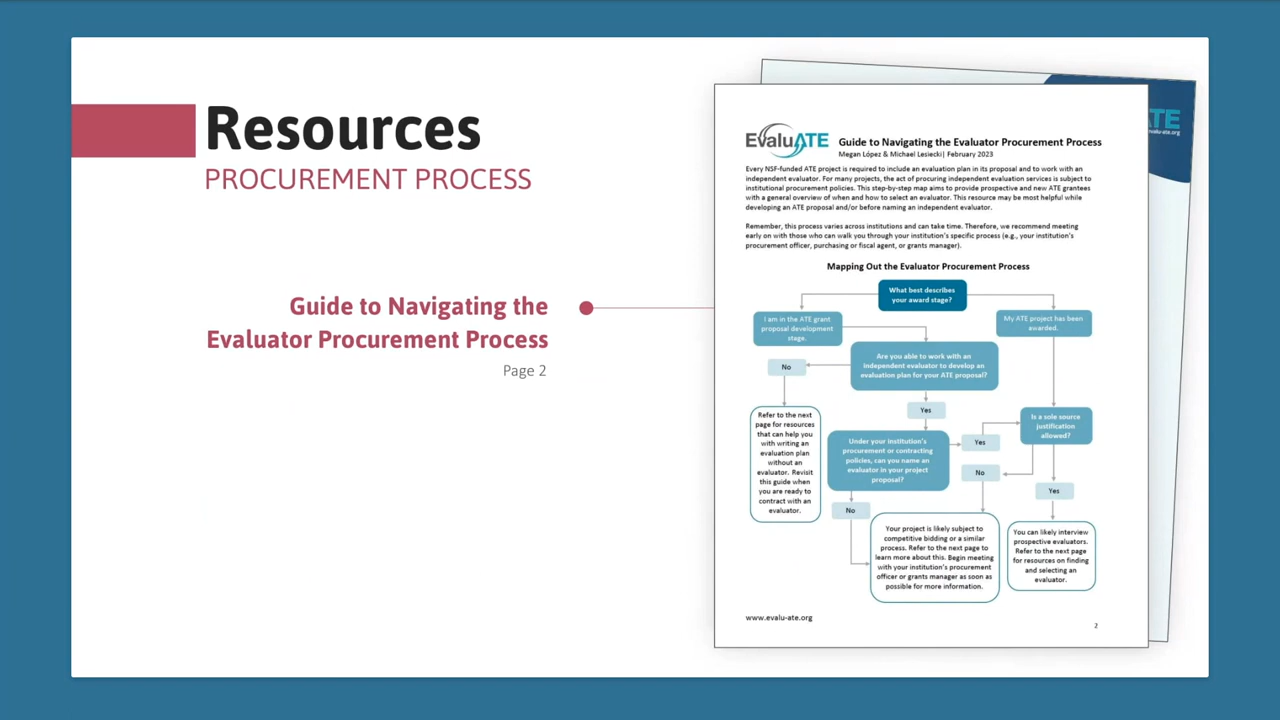 Resources
PROCUREMENT PROCESS
Guide to Navigating the
Evaluator Procurement Process
Page 2
ATE
evalu-ate.org
EvaluATE
Guide to Navigating the Evaluator Procurement Process
Megan López & Michael Lesiecki| February 2023
Every NSF-funded ATE project is required to include an evaluation plan in its proposal and to work with an
independent evaluator. For many projects, the act of procuring independent evaluation services is subject to
institutional procurement policies. This step-by-step map aims to provide prospective and new ATE grantees
with a general overview of when and how to select an evaluator. This resource may be most helpful while
developing an ATE proposal and/or before naming an independent evaluator.
Remember, this process varies across institutions and can take time. Therefore, we recommend meeting
early on with those who can walk you through your institution's specific process (e.g., your institution's
procurement officer, purchasing or fiscal agent, or grants manager).
Mapping Out the Evaluator Procurement Process
What best describes
your award stage?
I am in the ATE grant
proposal development
stage.
My ATE project has been
awarded.
Are you able to work with an
independent evaluator to develop an
evaluation plan for your ATE proposal?
No
Yes
Refer to the next
page for resources
that can help you
with writing an
evaluation plan
without an
evaluator. Revisit
this guide when
you are ready to
contract with an
evaluator.
Under your institution's
procurement or contracting
policies, can you name an
evaluator in your project
proposal?
Yes
Is a sole source
justification
allowed?
No
Yes
No
Your project is likely subject to
competitive bidding or a similar
process. Refer to the next page to
learn more about this. Begin meeting
with your institution's procurement
officer or grants manager as soon as
possible for more information.
You can likely interview
prospective evaluators.
Refer to the next page
for resources on finding
and selecting an
evaluator.
www.evalu-ate.org
2